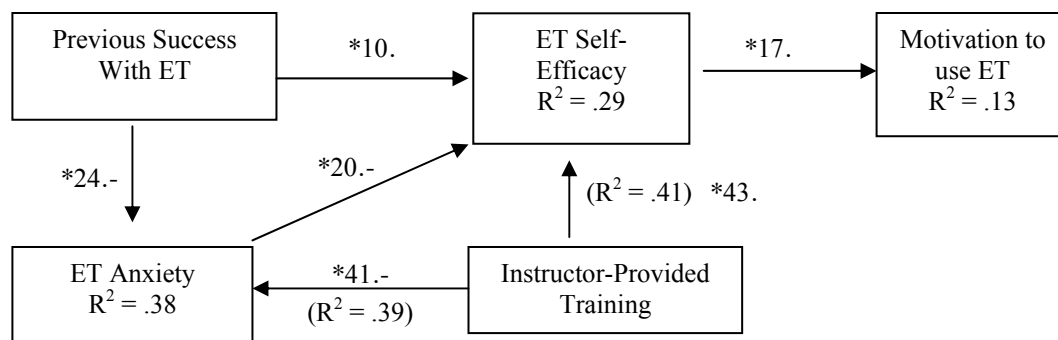 Previous Success
With ET
*10.
ET Self-
Efficacy
R² = .29
*17.
Motivation to
use ET
R² = .13
*24.-
*20.-
(R² = .41) *43.
ET Anxiety
R² = .38
*41.-
(R² = .39)
Instructor-Provided
Training